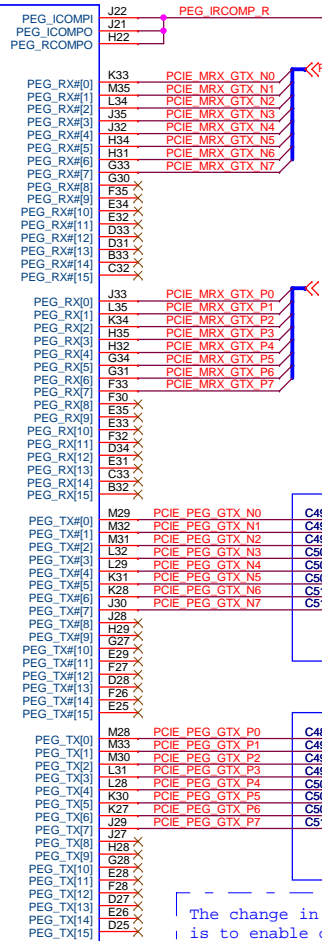 PEG_ICOMPI J22 PEG_IRCOMP_R
PEG_ICOMPO J21
PEG_RCOMPO H22
PEG_RX#[0] K33 PCIE_MRX_GTX_N0
PEG_RX#[1] M35 PCIE_MRX_GTX_N1
PEG_RX#[2] L34 PCIE_MRX_GTX_N2
PEG_RX#[3] J35 PCIE_MRX_GTX_N3
PEG_RX#[4] J32 PCIE_MRX_GTX_N4
PEG_RX#[5] H34 PCIE_MRX_GTX_N5
PEG_RX#[6] H31 PCIE_MRX_GTX_N6
PEG_RX#[7] G33 PCIE_MRX_GTX_N7
PEG_RX#[8] G30
PEG_RX#[9] F35
PEG_RX#[10] E34
PEG_RX#[11] E32
PEG_RX#[12] D33
PEG_RX#[13] D31
PEG_RX#[14] B33
PEG_RX#[15] C32
PEG_RX[0] J33 PCIE_MRX_GTX_P0
PEG_RX[1] L35 PCIE_MRX_GTX_P1
PEG_RX[2] K34 PCIE_MRX_GTX_P2
PEG_RX[3] H35 PCIE_MRX_GTX_P3
PEG_RX[4] H32 PCIE_MRX_GTX_P4
PEG_RX[5] G34 PCIE_MRX_GTX_P5
PEG_RX[6] G31 PCIE_MRX_GTX_P6
PEG_RX[7] F33 PCIE_MRX_GTX_P7
PEG_RX[8] F30
PEG_RX[9] E35
PEG_RX[10] E33
PEG_RX[11] F32
PEG_RX[12] D34
PEG_RX[13] E31
PEG_RX[14] C33
PEG_RX[15] B32
PEG_TX#[0] M29 PCIE_PEG_GTX_N0
PEG_TX#[1] M32 PCIE_PEG_GTX_N1
PEG_TX#[2] M31 PCIE_PEG_GTX_N2
PEG_TX#[3] L32 PCIE_PEG_GTX_N3
PEG_TX#[4] L29 PCIE_PEG_GTX_N4
PEG_TX#[5] K31 PCIE_PEG_GTX_N5
PEG_TX#[6] K28 PCIE_PEG_GTX_N6
PEG_TX#[7] J30 PCIE_PEG_GTX_N7
PEG_TX#[8] J28
PEG_TX#[9] H29
PEG_TX#[10] G27
PEG_TX#[11] E29
PEG_TX#[12] F27
PEG_TX#[13] D28
PEG_TX#[14] F26
PEG_TX#[15] E25
PEG_TX[0] M28 PCIE_PEG_GTX_P0
PEG_TX[1] M33 PCIE_PEG_GTX_P1
PEG_TX[2] M30 PCIE_PEG_GTX_P2
PEG_TX[3] L31 PCIE_PEG_GTX_P3
PEG_TX[4] L28 PCIE_PEG_GTX_P4
PEG_TX[5] K30 PCIE_PEG_GTX_P5
PEG_TX[6] K27 PCIE_PEG_GTX_P6
PEG_TX[7] J29 PCIE_PEG_GTX_P7
PEG_TX[8] J27
PEG_TX[9] H28
PEG_TX[10] G28
PEG_TX[11] E28
PEG_TX[12] F28
PEG_TX[13] D27
PEG_TX[14] E26
PEG_TX[15] D25
The change in
is to enable